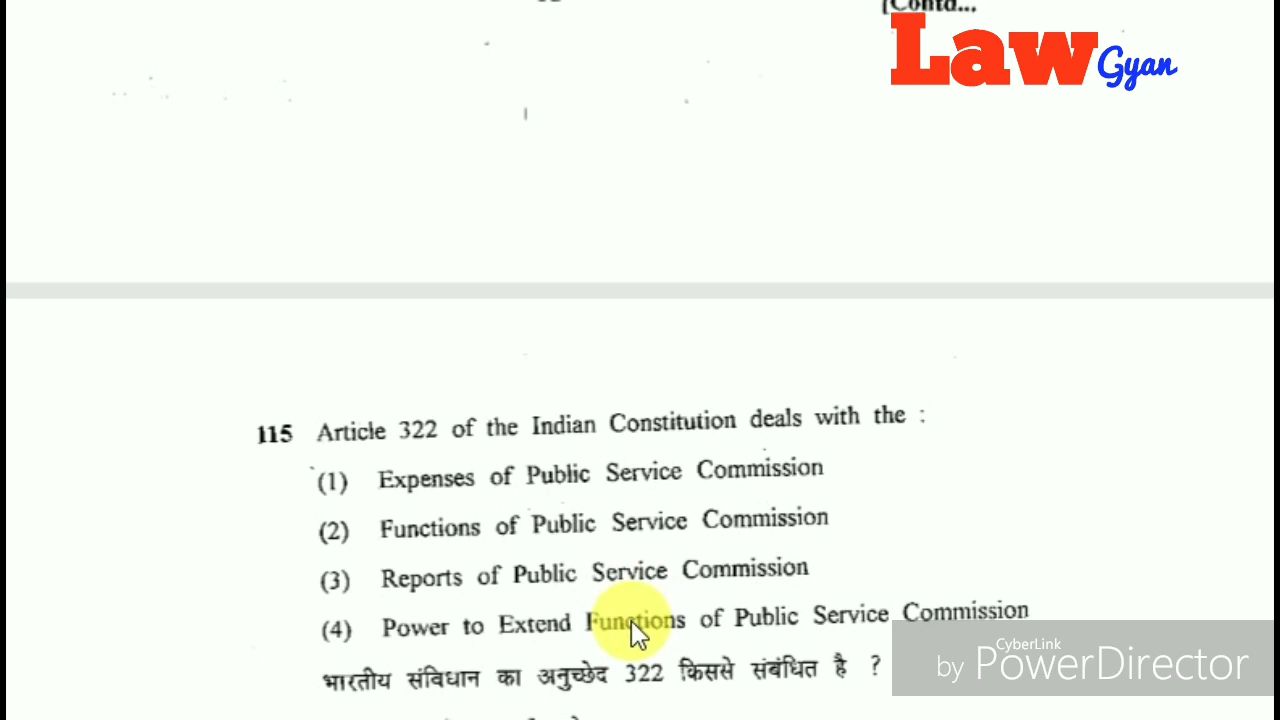 [Contd...
Law Gyan
115 Article 322 of the Indian Constitution deals with the :
(1) Expenses of Public Service Commission
(2) Functions of Public Service Commission
(3) Reports of Public Service Commission
(4) Power to Extend Functions of Public Service Commission
CyberLink
by PowerDirector
भारतीय संविधान का अनुच्छेद 322 किससे संबंधित है ?